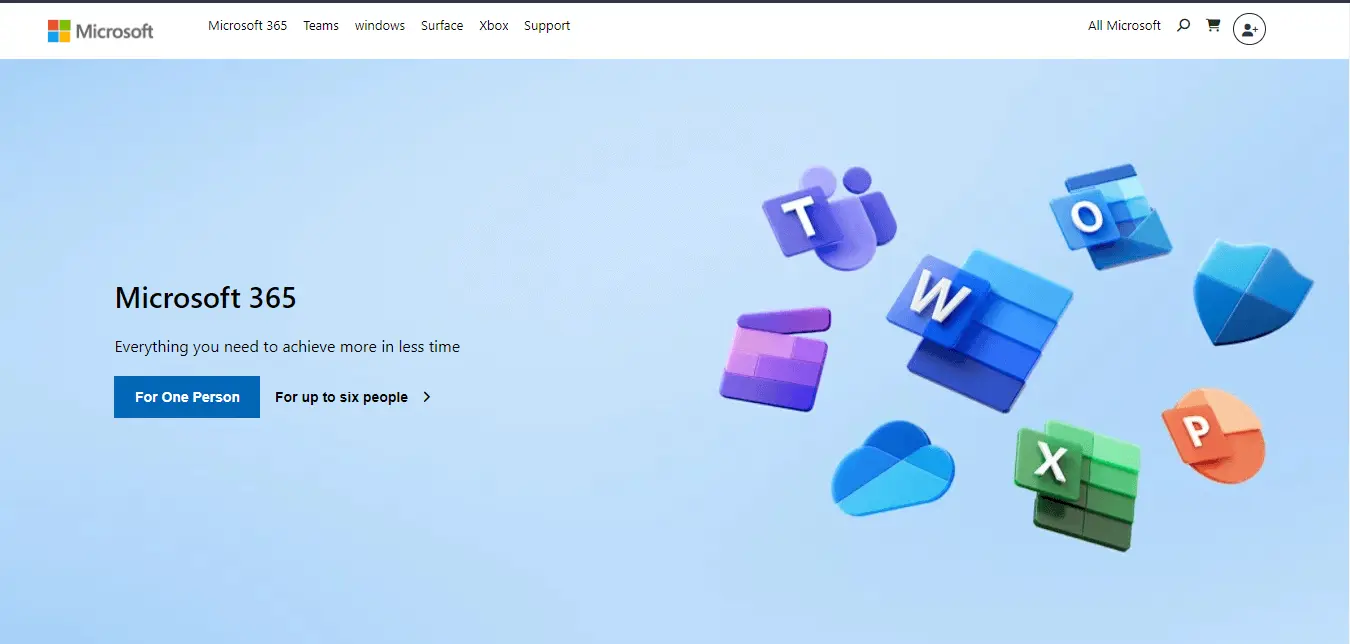 Microsoft
Microsoft 365 Teams windows Surface Xbox Support
All Microsoft
T
O
W
Microsoft 365
Everything you need to achieve more in less time
For One Person
For up to six people
P
X